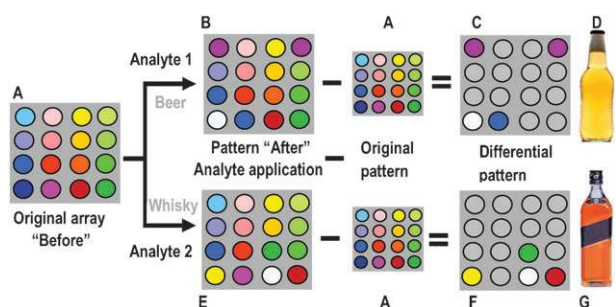 B
A
C
D
Analyte 1
Beer
A
Pattern “After”
Analyte application
Original
pattern
Differential
pattern
Original array
“Before”
Whisky
Analyte 2
E
A
F
G